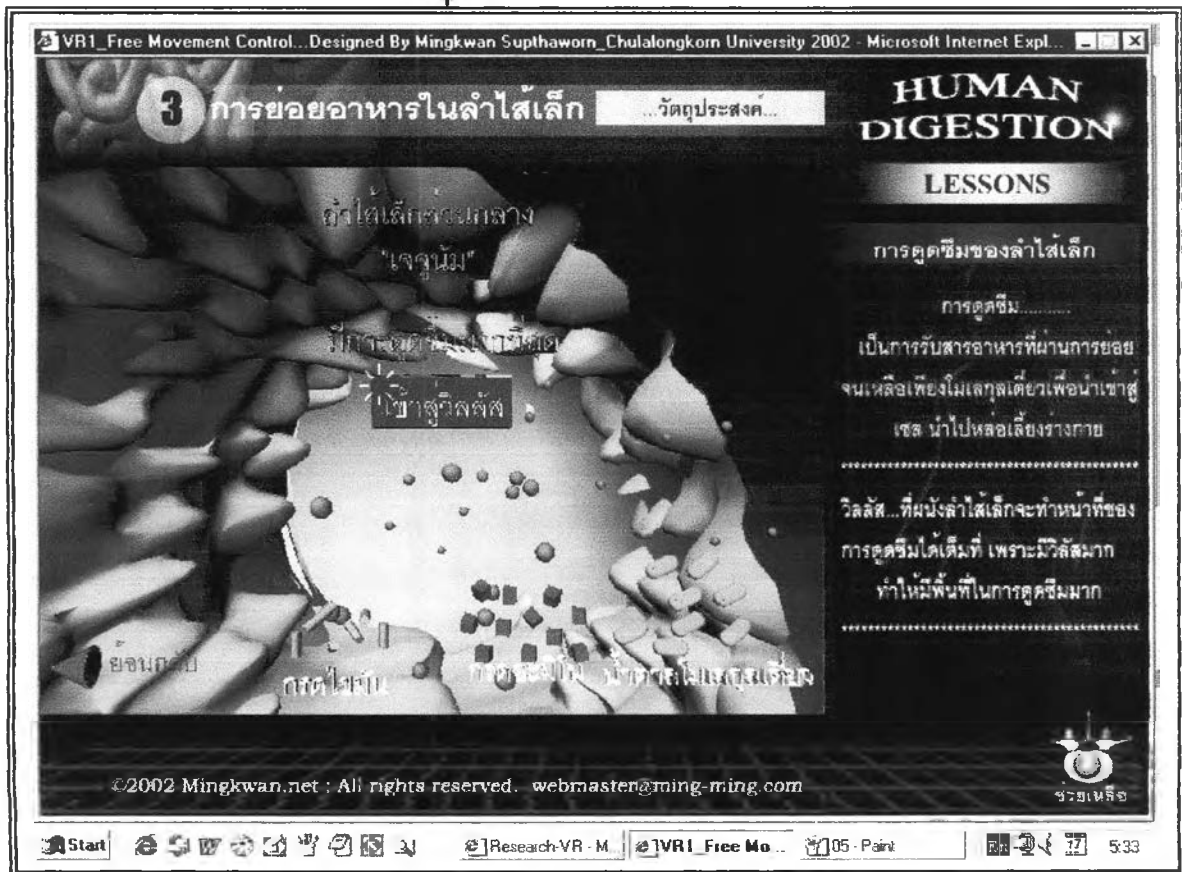 VR1_Free Movement Control...Designed By Mingkwan Supthaworn_Chulalongkorn University 2002 - Microsoft Internet Expl...
3 การย่อยอาหารในลำไส้เล็ก ...วัตถุประสงค์...
HUMAN
DIGESTION
LESSONS
ลำไส้เล็กส่วนกลาง
"เจจูนัม"
มีการดูดซึมมากที่สุด
เข้าสู่วิลลัส
ย้อนกลับ
กรดไขมัน
กรดอะมิโน
น้ำตาลโมเลกุลเดี่ยว
การดูดซึมของลำไส้เล็ก
การดูดซึม...........
เป็นการรับสารอาหารที่ผ่านการย่อย
จนเหลือเพียงโมเลกุลเดี่ยวเพื่อนำเข้าสู่
เซล นำไปหล่อเลี้ยงร่างกาย
วิลลัส...ที่ผนังลำไส้เล็กจะทำหน้าที่ของ
การดูดซึมได้เต็มที่ เพราะมีวิลัสมาก
ทำให้มีพื้นที่ในการดูดซึมมาก
ช่วยเหลือ
©2002 Mingkwan.net : All rights reserved. webmaster@ming-ming.com
Start Research-VR - M... VR1_Free Mo... 05 - Paint En 17 5:33